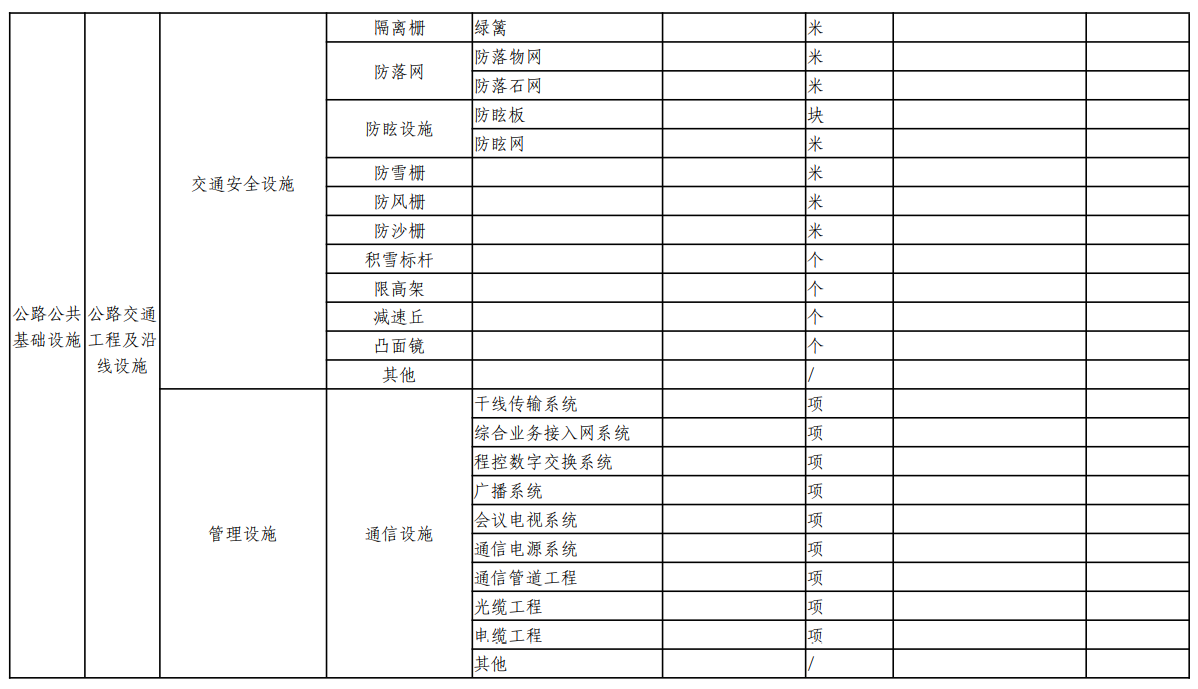 隔离栅 绿篱 米
防落网 防落物网 米
防落石网 米
防眩设施 防眩板 块
防眩网 米
交通安全设施
防雪栅 米
防风栅 米
防沙栅 米
积雪标杆 个
限高架 个
减速丘 个
凸面镜 个
其他 /
公路公共
基础设施
公路交通
工程及沿
线设施
管理设施
通信设施
干线传输系统 项
综合业务接入网系统 项
程控数字交换系统 项
广播系统 项
会议电视系统 项
通信电源系统 项
通信管道工程 项
光缆工程 项
电缆工程 项
其他 /